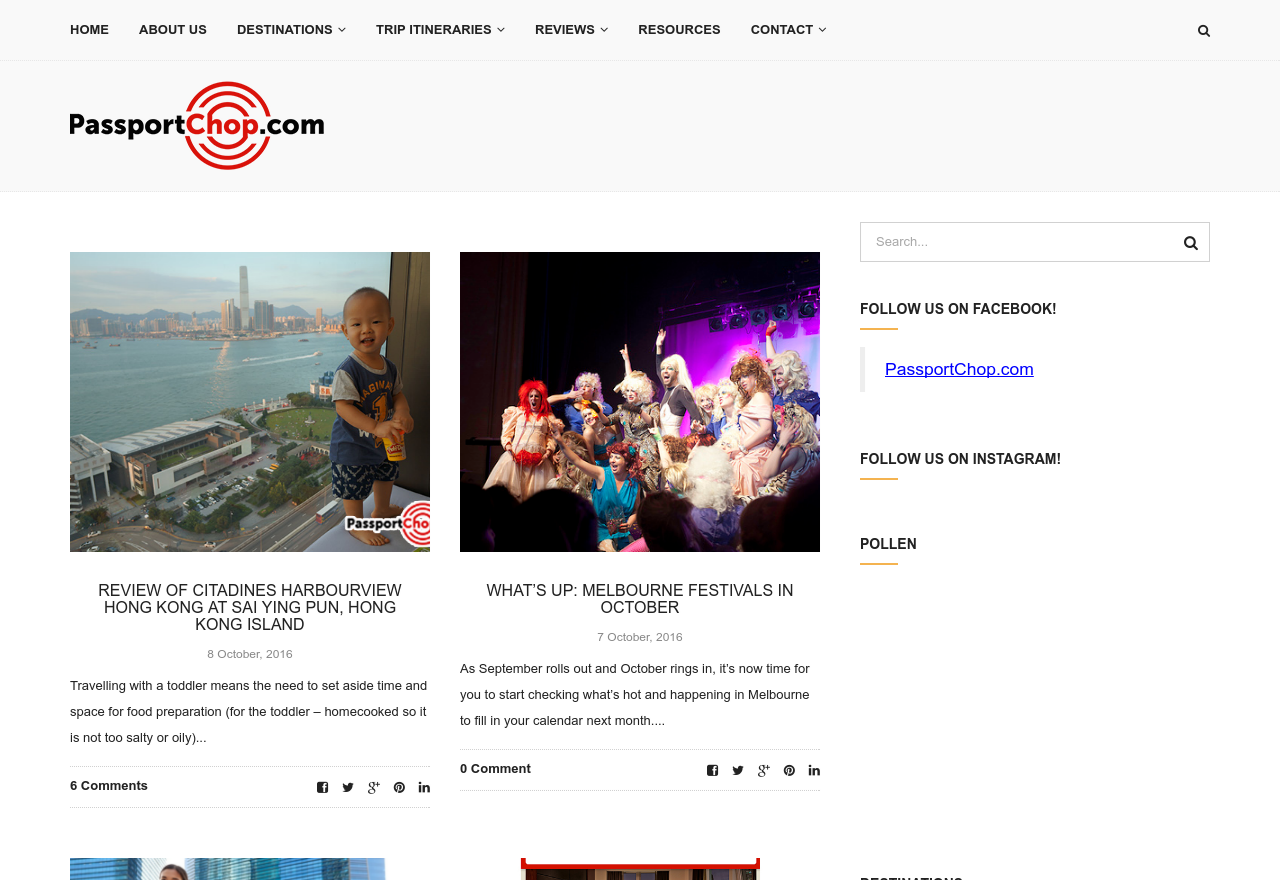 HOME ABOUT US DESTINATIONS TRIP ITINERARIES REVIEWS RESOURCES CONTACT
PassportChop.com
Search...
FOLLOW US ON FACEBOOK!
PassportChop.com
FOLLOW US ON INSTAGRAM!
POLLEN
PassportCho
REVIEW OF CITADINES HARBOURVIEW
HONG KONG AT SAI YING PUN, HONG
KONG ISLAND
8 October, 2016
Travelling with a toddler means the need to set aside time and
space for food preparation (for the toddler – homecooked so it
is not too salty or oily)...
6 Comments
WHAT’S UP: MELBOURNE FESTIVALS IN
OCTOBER
7 October, 2016
As September rolls out and October rings in, it’s now time for
you to start checking what’s hot and happening in Melbourne
to fill in your calendar next month....
0 Comment
DESTINATIONS